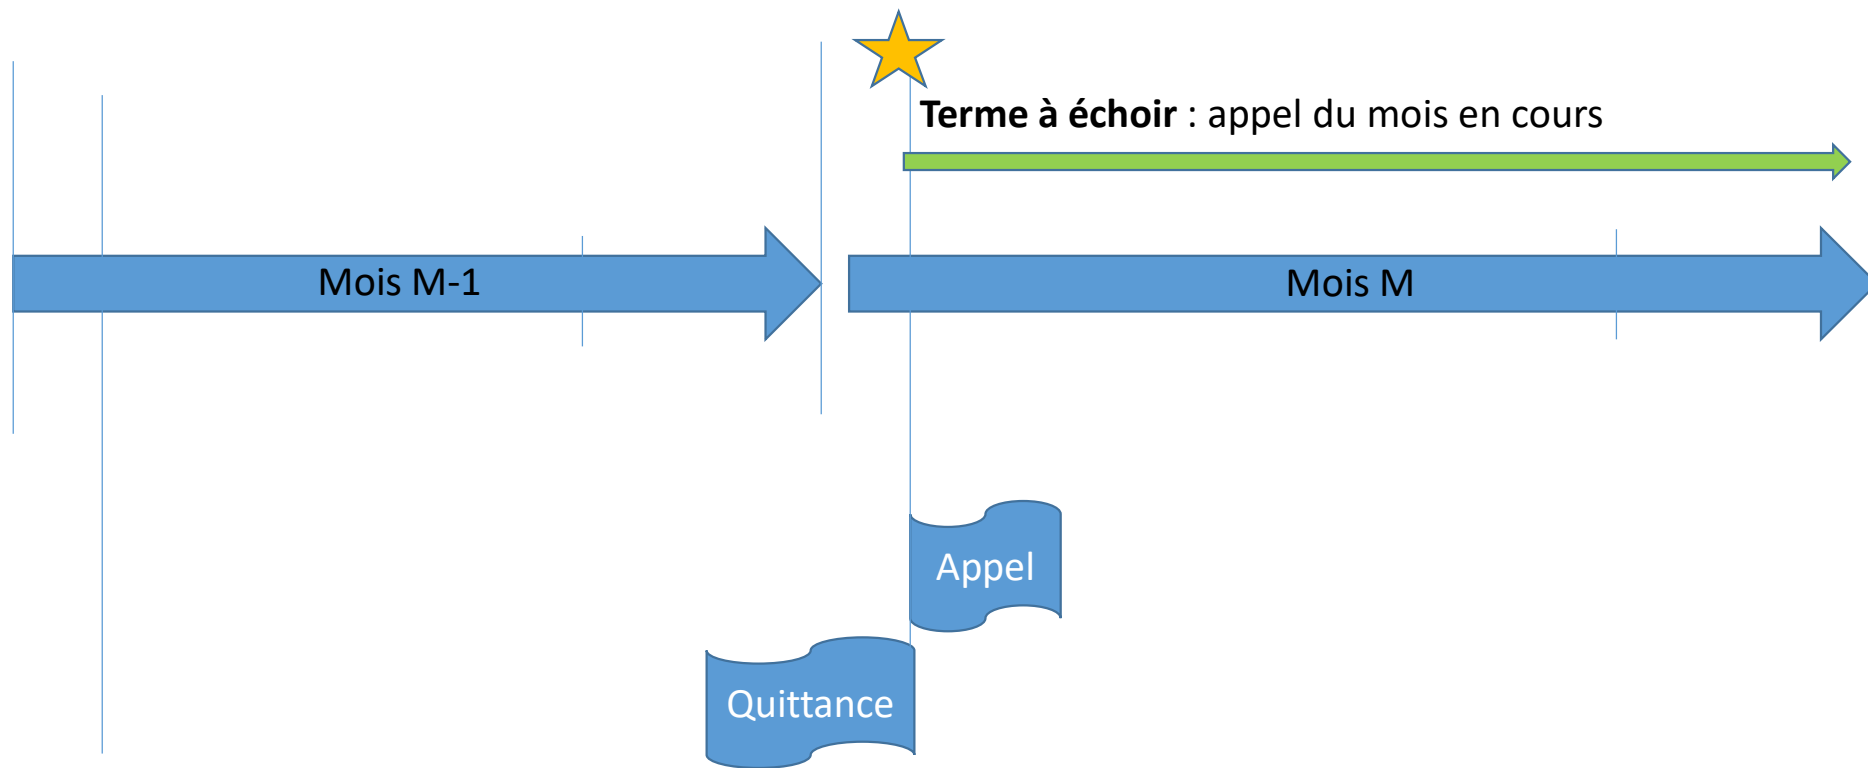 Terme à échoir : appel du mois en cours
Mois M-1
Mois M
Appel
Quittance